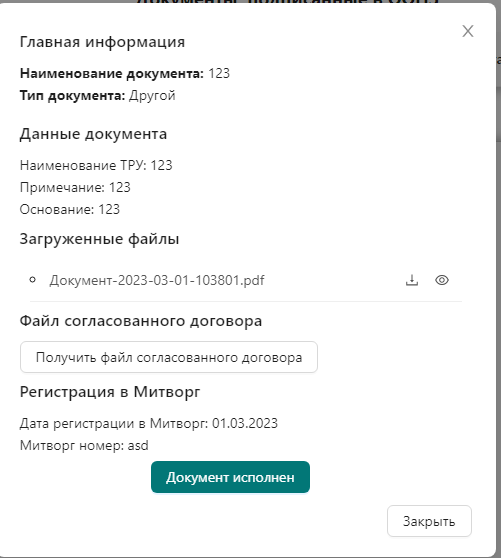 Главная информация
Наименование документа: 123
Тип документа: Другой
Данные документа
Наименование ТРУ: 123
Примечание: 123
Основание: 123
Загруженные файлы
Документ-2023-03-01-103801.pdf
Файл согласованного договора
Получить файл согласованного договора
Регистрация в Митворг
Дата регистрации в Митворг: 01.03.2023
Митворг номер: asd
Документ исполнен
Закрыть